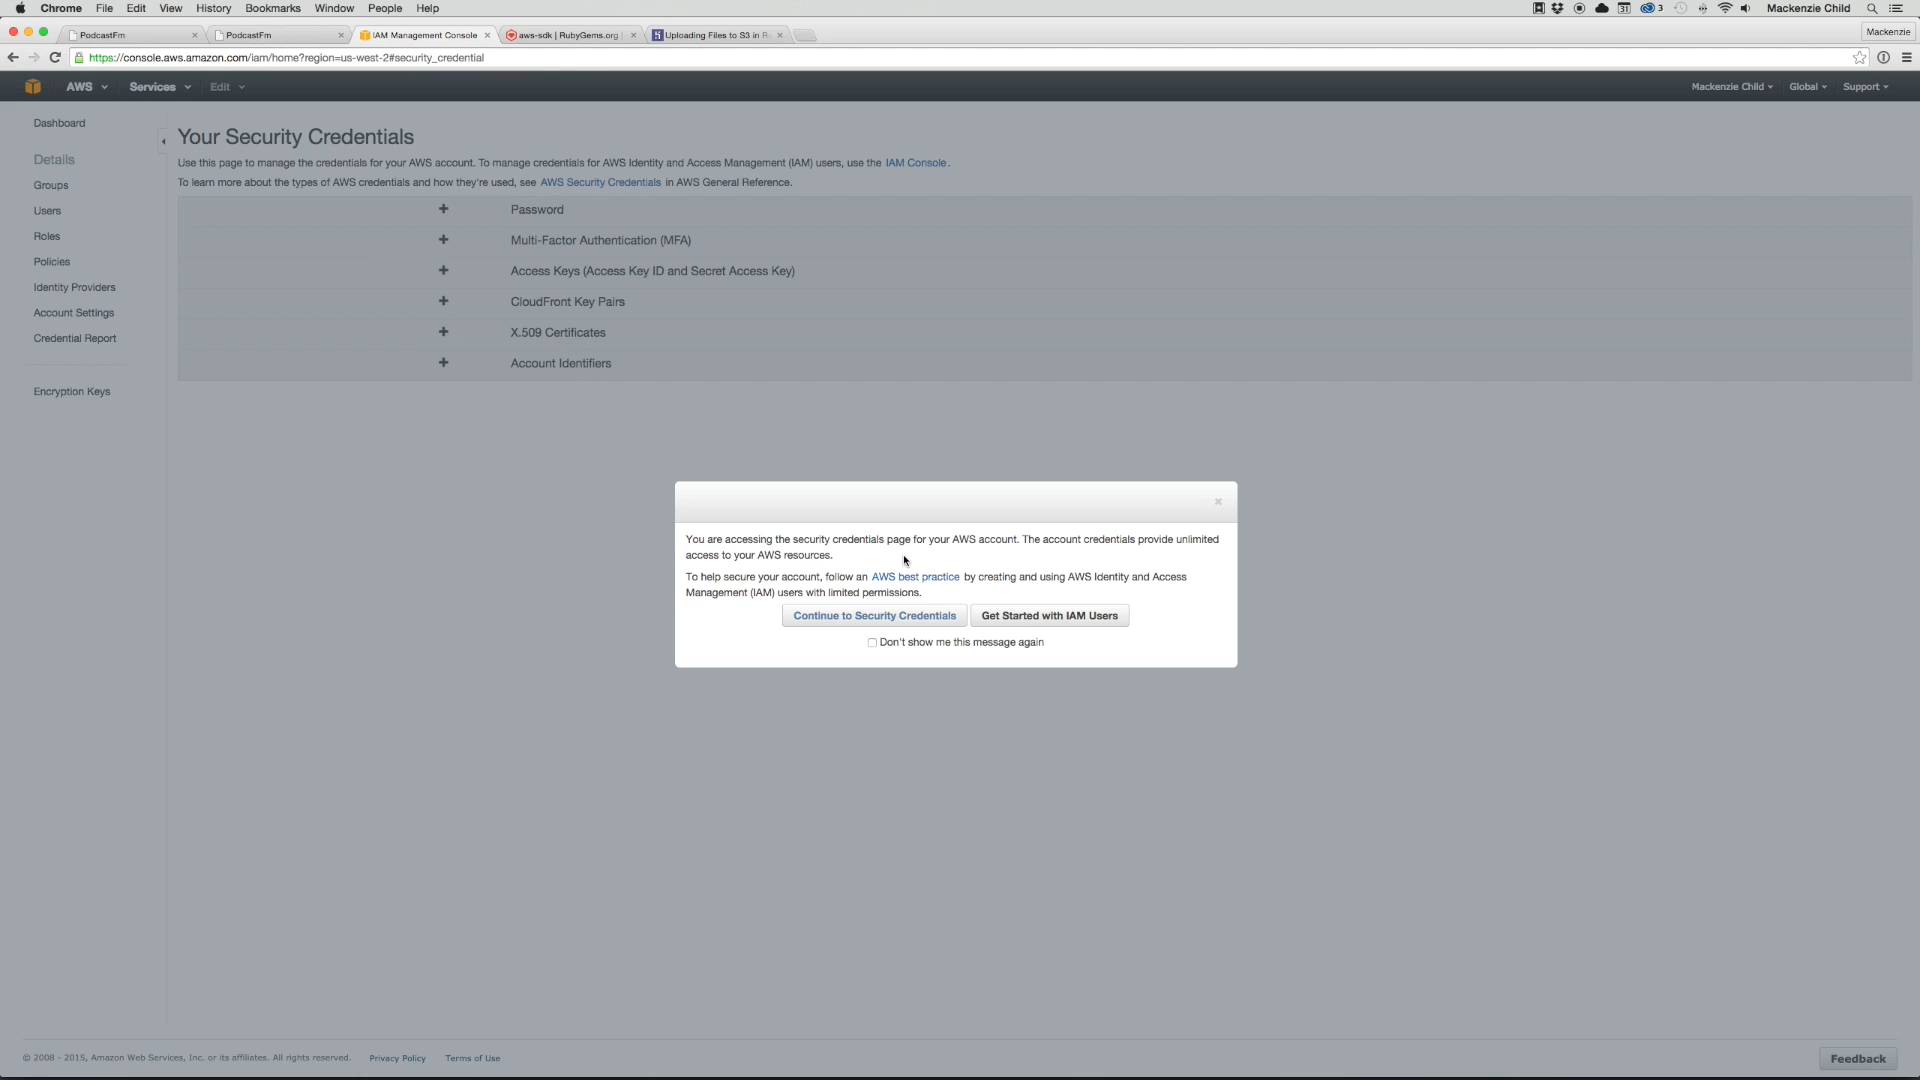 Chrome File Edit View History Bookmarks Window People Help 31 3 Mackenzie Child
PodcastFm PodcastFm IAM Management Console aws-sdk | RubyGems.org Uploading Files to S3 in Mackenzie
https://console.aws.amazon.com/iam/home?region=us-west-2#security_credential
AWS Services Edit Mackenzie Child Global Support
Dashboard
Details
Groups
Users
Roles
Policies
Identity Providers
Account Settings
Credential Report
Encryption Keys
Your Security Credentials
Use this page to manage the credentials for your AWS account. To manage credentials for AWS Identity and Access Management (IAM) users, use the IAM Console.
To learn more about the types of AWS credentials and how they're used, see AWS Security Credentials in AWS General Reference.
+ Password
+ Multi-Factor Authentication (MFA)
+ Access Keys (Access Key ID and Secret Access Key)
+ CloudFront Key Pairs
+ X.509 Certificates
+ Account Identifiers
You are accessing the security credentials page for your AWS account. The account credentials provide unlimited
access to your AWS resources.
To help secure your account, follow an AWS best practice by creating and using AWS Identity and Access
Management (IAM) users with limited permissions.
Continue to Security Credentials Get Started with IAM Users
Don't show me this message again
© 2008 - 2015, Amazon Web Services, Inc. or its affiliates. All rights reserved. Privacy Policy Terms of Use Feedback